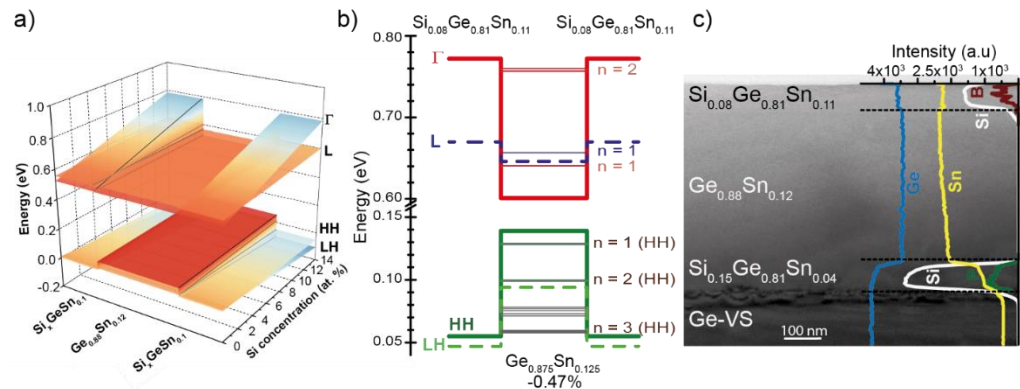 a)
Energy (eV)
1.0
0.8
0.6
0.4
0.2
0.0
-0.2
Γ
L
HH
LH
SixGeSn0.1
Ge0.88Sn0.12
SixGeSn0.1
0 2 4 6 8 10 12 14
Si concentration (at. %)
b)
Si0.08Ge0.81Sn0.11 Si0.08Ge0.81Sn0.11
Energy (eV)
0.80
0.70
0.60
0.15
0.10
0.05
Γ
n = 2
L
n = 1
n = 1
n = 1 (HH)
n = 2 (HH)
n = 3 (HH)
HH
LH
Ge0.875Sn0.125
-0.47%
c)
Intensity (a.u)
4x10³ 2.5x10³ 1x10³
Si0.08Ge0.81Sn0.11
B
Si
Ge0.88Sn0.12
Ge
Sn
Si0.15Ge0.81Sn0.04
Si
Ge-VS
100 nm